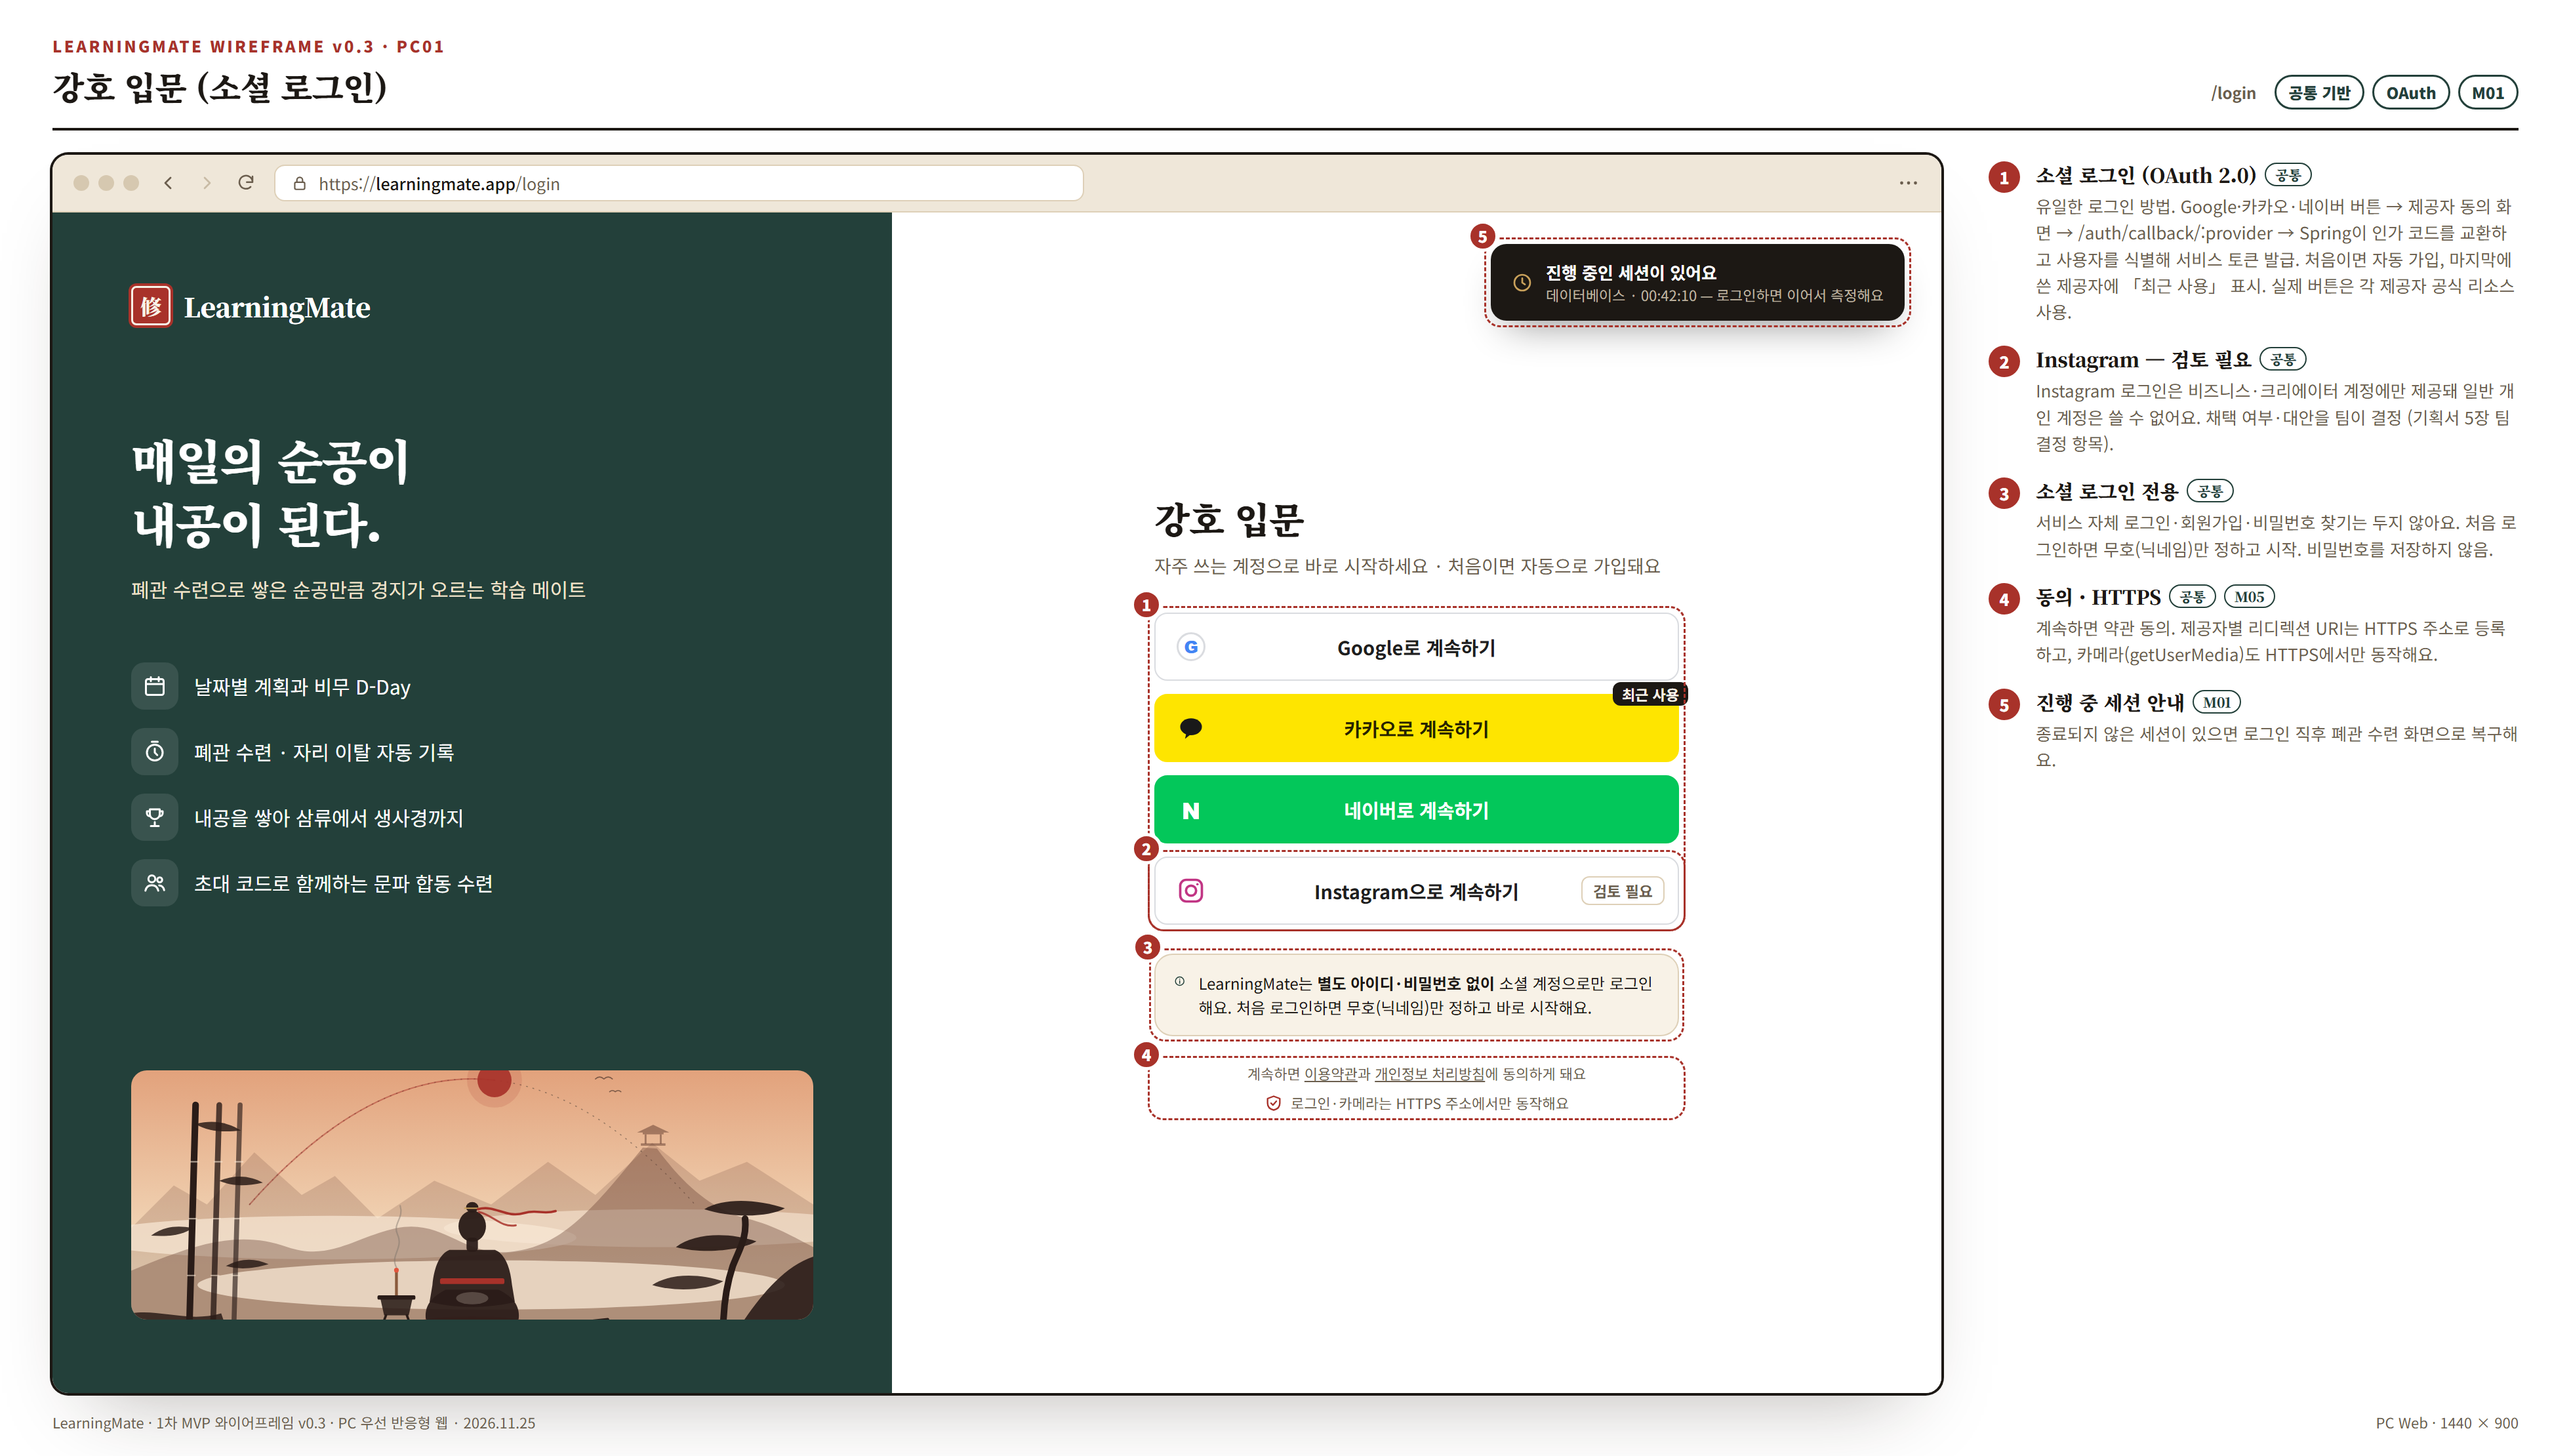 LEARNINGMATE WIREFRAME v0.3 · PC01
강호 입문 (소셜 로그인)
/login 공통 기반 OAuth M01
https://learningmate.app/login
修 LearningMate
매일의 순공이
내공이 된다.
폐관 수련으로 쌓은 순공만큼 경지가 오르는 학습 메이트
날짜별 계획과 비무 D-Day
폐관 수련 · 자리 이탈 자동 기록
내공을 쌓아 삼류에서 생사경까지
초대 코드로 함께하는 문파 합동 수련
5
진행 중인 세션이 있어요
데이터베이스 · 00:42:10 — 로그인하면 이어서 측정해요
강호 입문
자주 쓰는 계정으로 바로 시작하세요 · 처음이면 자동으로 가입돼요
1
G Google로 계속하기
최근 사용
카카오로 계속하기
N 네이버로 계속하기
2
Instagram으로 계속하기 검토 필요
3
LearningMate는 별도 아이디·비밀번호 없이 소셜 계정으로만 로그인
해요. 처음 로그인하면 무호(닉네임)만 정하고 바로 시작해요.
4
계속하면 이용약관과 개인정보 처리방침에 동의하게 돼요
로그인·카메라는 HTTPS 주소에서만 동작해요
1 소셜 로그인 (OAuth 2.0) 공통
유일한 로그인 방법. Google·카카오·네이버 버튼 → 제공자 동의 화
면 → /auth/callback/:provider → Spring이 인가 코드를 교환하
고 사용자를 식별해 서비스 토큰 발급. 처음이면 자동 가입, 마지막에
쓴 제공자에 「최근 사용」 표시. 실제 버튼은 각 제공자 공식 리소스
사용.
2 Instagram — 검토 필요 공통
Instagram 로그인은 비즈니스·크리에이터 계정에만 제공돼 일반 개
인 계정은 쓸 수 없어요. 채택 여부·대안을 팀이 결정 (기획서 5장 팀
결정 항목).
3 소셜 로그인 전용 공통
서비스 자체 로그인·회원가입·비밀번호 찾기는 두지 않아요. 처음 로
그인하면 무호(닉네임)만 정하고 시작. 비밀번호를 저장하지 않음.
4 동의 · HTTPS 공통 M05
계속하면 약관 동의. 제공자별 리디렉션 URI는 HTTPS 주소로 등록
하고, 카메라(getUserMedia)도 HTTPS에서만 동작해요.
5 진행 중 세션 안내 M01
종료되지 않은 세션이 있으면 로그인 직후 폐관 수련 화면으로 복구해
요.
LearningMate · 1차 MVP 와이어프레임 v0.3 · PC 우선 반응형 웹 · 2026.11.25
PC Web · 1440 × 900